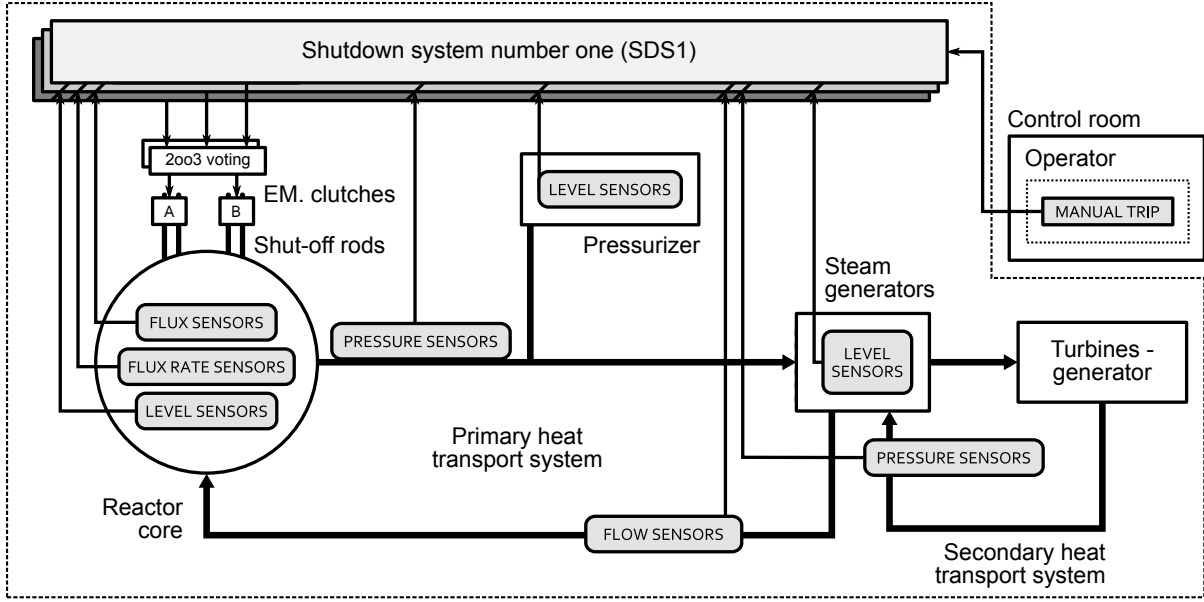 Shutdown system number one (SDS1)
Control room
Operator
MANUAL TRIP
2oo3 voting
EM. clutches
A
B
Shut-off rods
LEVEL SENSORS
Pressurizer
Steam
generators
FLUX SENSORS
FLUX RATE SENSORS
LEVEL SENSORS
PRESSURE SENSORS
LEVEL
SENSORS
Turbines -
generator
Primary heat
transport system
PRESSURE SENSORS
Reactor
core
FLOW SENSORS
Secondary heat
transport system